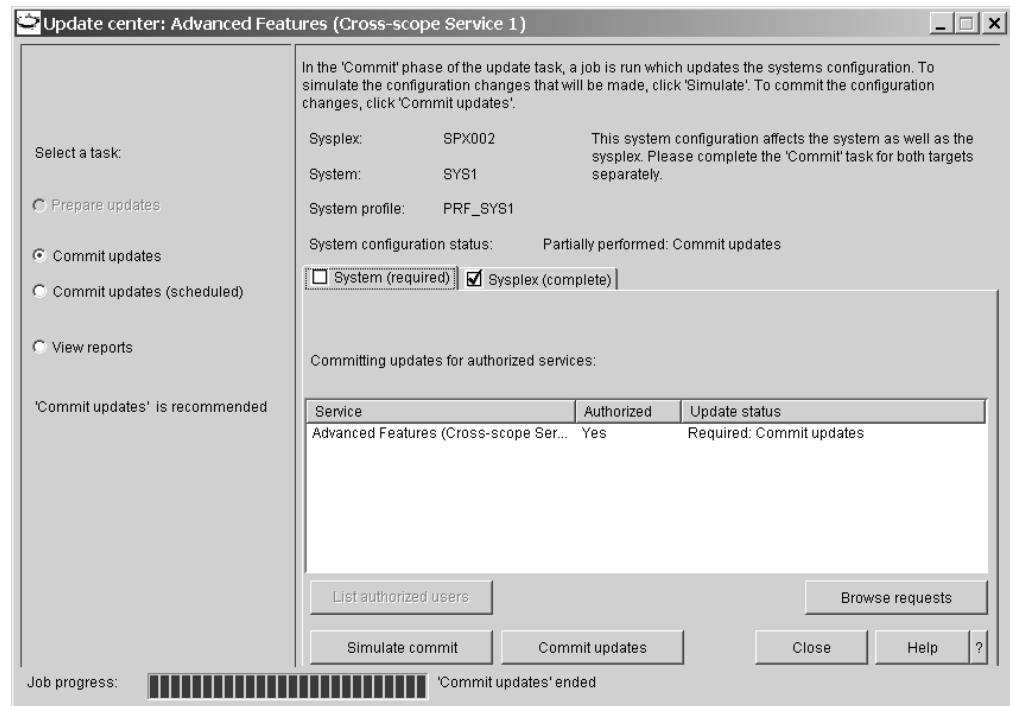 Update center: Advanced Features (Cross-scope Service 1)
In the 'Commit' phase of the update task, a job is run which updates the systems configuration. To
simulate the configuration changes that will be made, click 'Simulate'. To commit the configuration
changes, click 'Commit updates'.
Select a task:
Prepare updates
Commit updates
Commit updates (scheduled)
View reports
'Commit updates' is recommended
Sysplex: SPX002
This system configuration affects the system as well as the
sysplex. Please complete the 'Commit' task for both targets
separately.
System: SYS1
System profile: PRF_SYS1
System configuration status: Partially performed: Commit updates
System (required) Sysplex (complete)
Committing updates for authorized services:
Service Authorized Update status
Advanced Features (Cross-scope Ser... Yes Required: Commit updates
List authorized users Browse requests
Simulate commit Commit updates Close Help ?
Job progress: 'Commit updates' ended